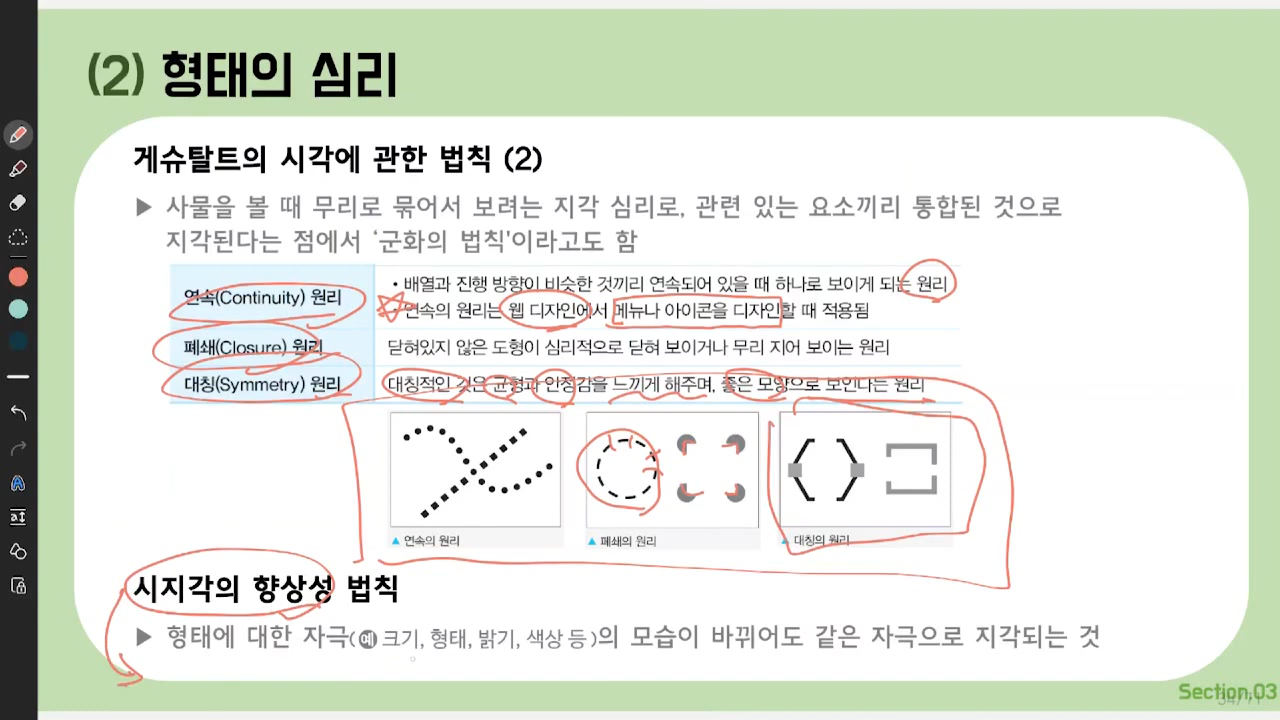 (2) 형태의 심리
게슈탈트의 시각에 관한 법칙 (2)
▶ 사물을 볼 때 무리로 묶어서 보려는 지각 심리로, 관련 있는 요소끼리 통합된 것으로
지각된다는 점에서 ‘군화의 법칙'이라고도 함
연속(Continuity) 원리
• 배열과 진행 방향이 비슷한 것끼리 연속되어 있을 때 하나로 보이게 되는 원리
• 연속의 원리는 웹 디자인에서 메뉴나 아이콘을 디자인할 때 적용됨
폐쇄(Closure) 원리
닫혀있지 않은 도형이 심리적으로 닫혀 보이거나 무리 지어 보이는 원리
대칭(Symmetry) 원리
대칭적인 것은 균형과 안정감을 느끼게 해주며, 좋은 모양으로 보인다는 원리
▲ 연속의 원리
▲ 폐쇄의 원리
▲ 대칭의 원리
시지각의 향상성 법칙
▶ 형태에 대한 자극(예 크기, 형태, 밝기, 색상 등)의 모습이 바뀌어도 같은 자극으로 지각되는 것
Section.03
34/71